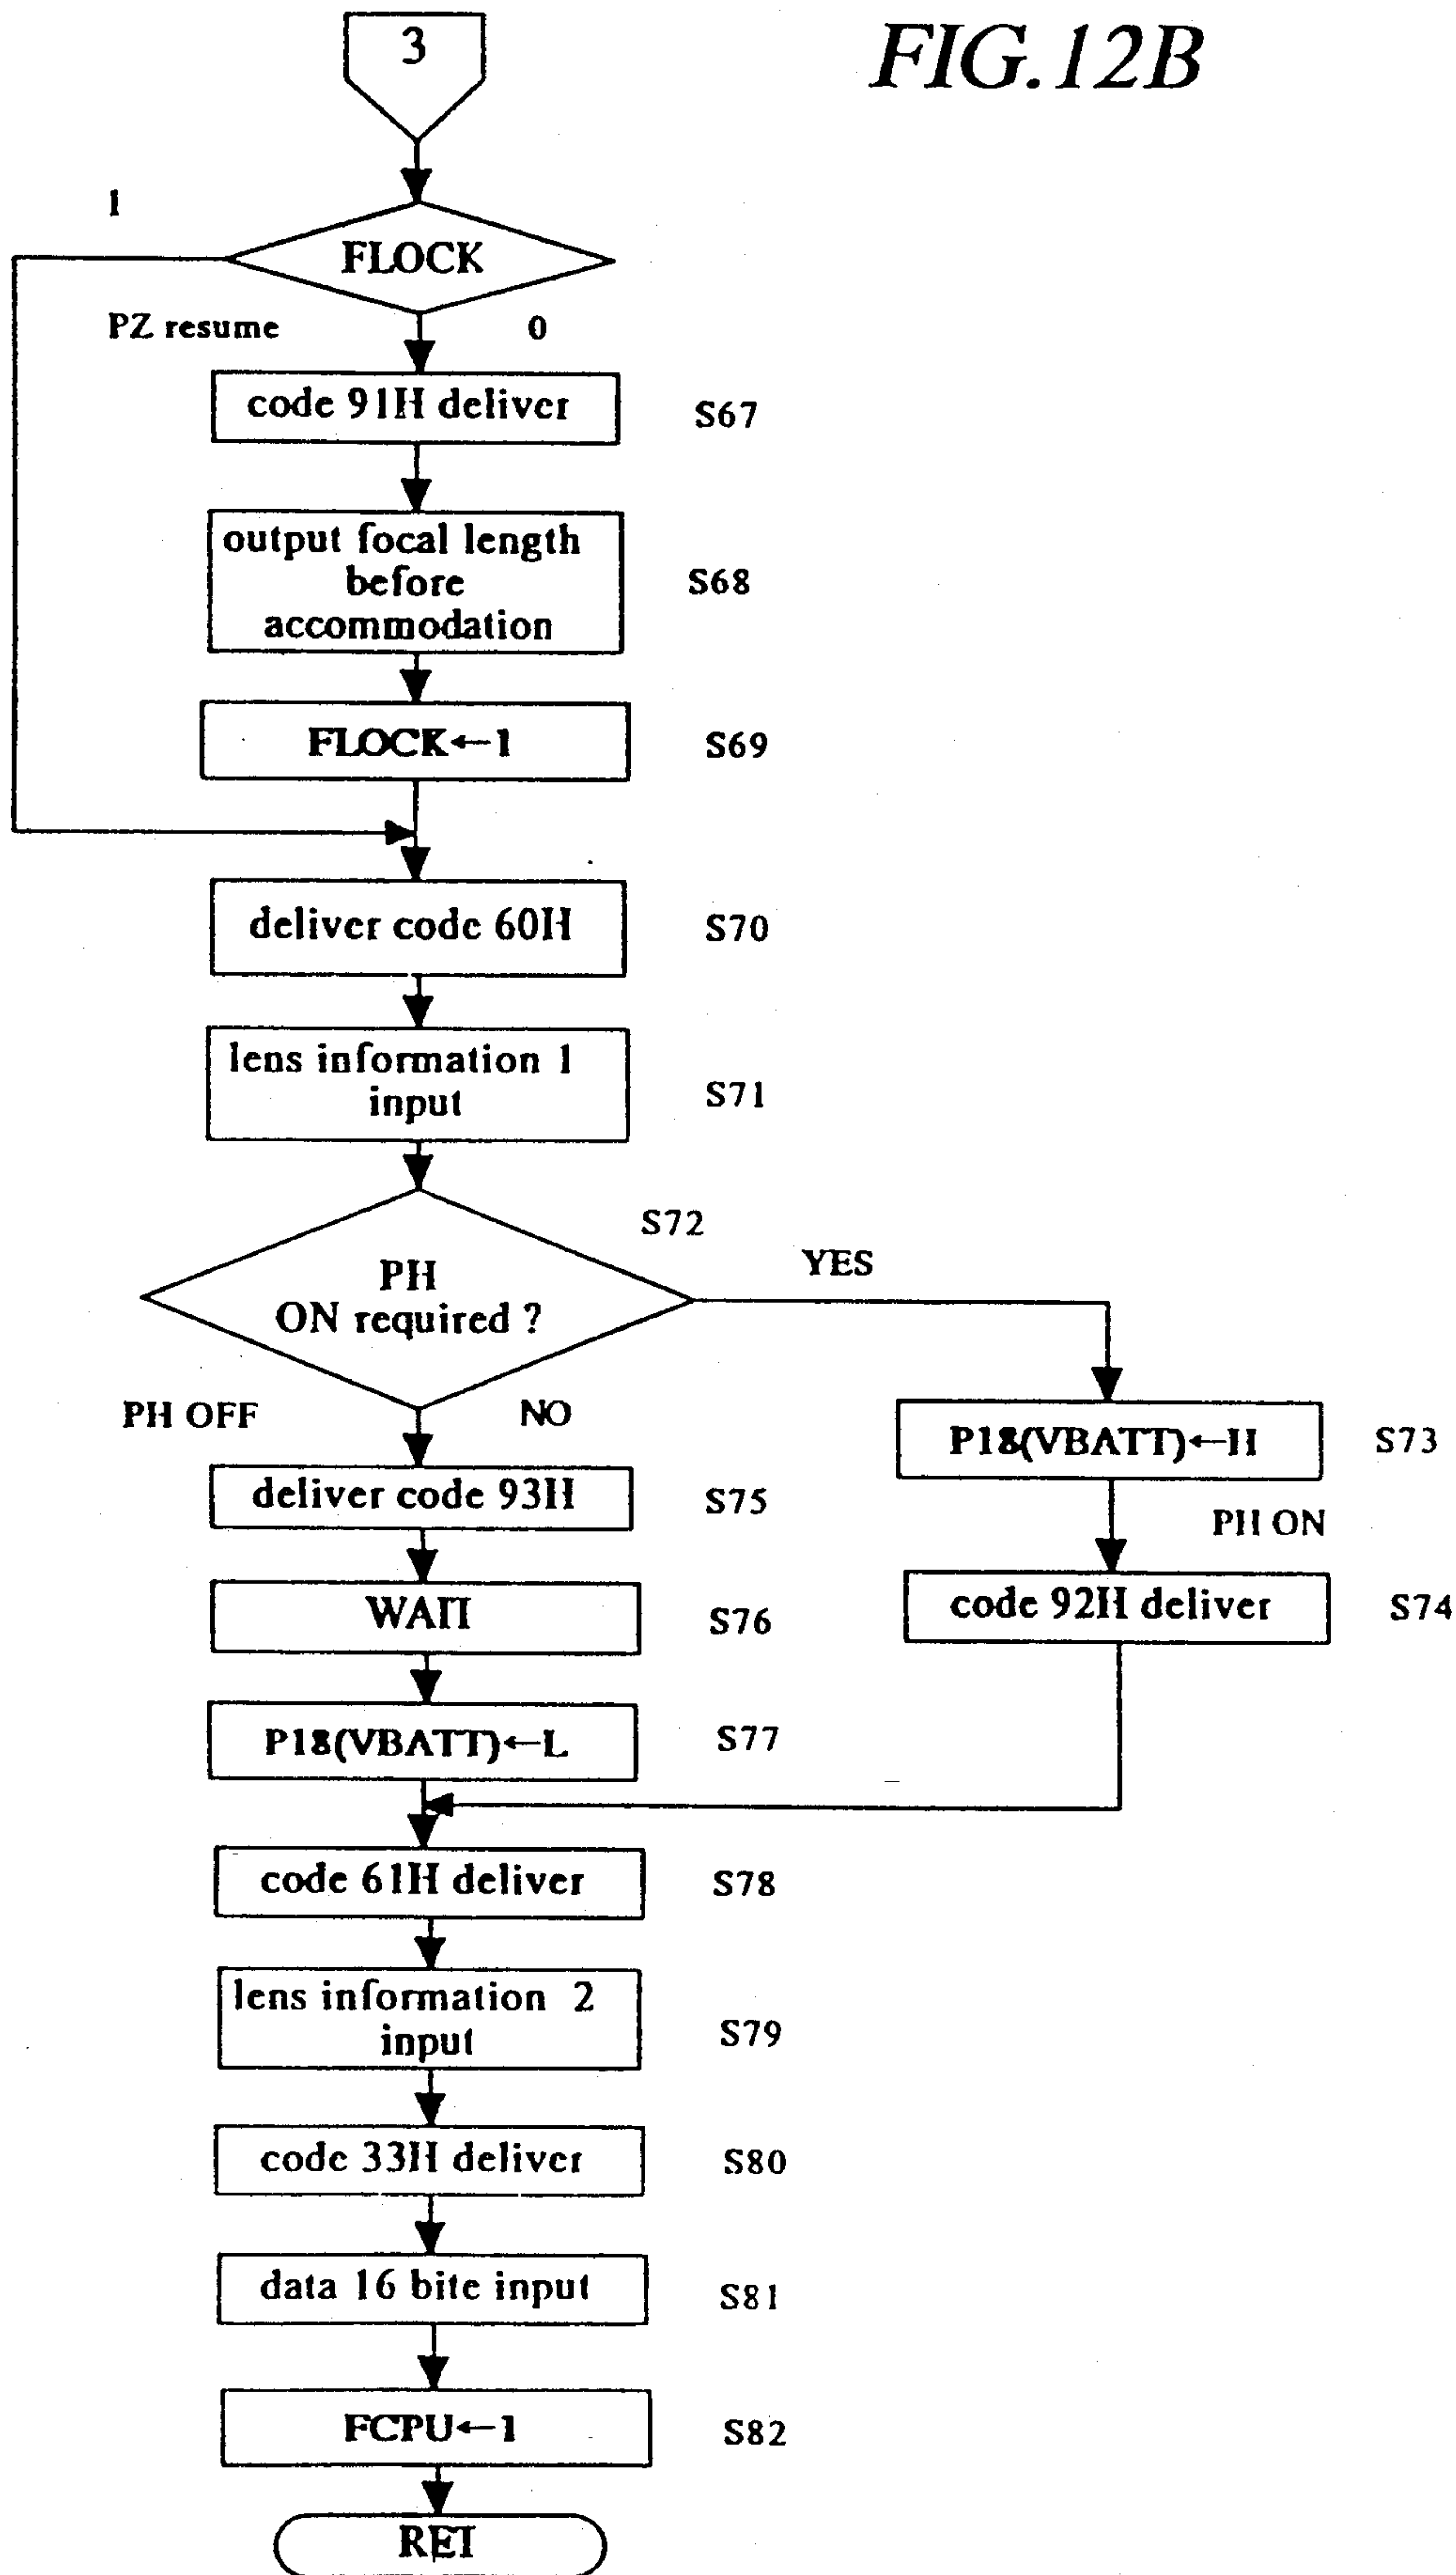 FIG.12B
3
1
FLOCK
PZ resume
0
code 91H deliver
S67
output focal length
before
accommodation
S68
FLOCK←1
S69
deliver code 60H
S70
lens information 1
input
S71
S72
PH
ON required ?
YES
PH OFF
NO
P18(VBATT)←H
S73
PH ON
code 92H deliver
S74
deliver code 93H
S75
WAIT
S76
P18(VBATT)←L
S77
code 61H deliver
S78
lens information 2
input
S79
code 33H deliver
S80
data 16 bite input
S81
FCPU←1
S82
RET